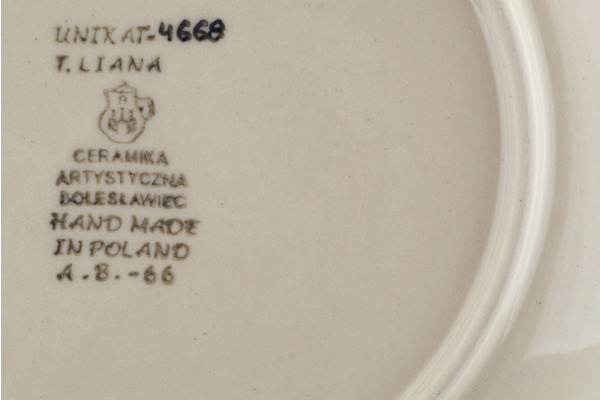 UNIKAT-4668
T. LIANA
CERAMIKA
ARTYSTYCZNA
BOLESŁAWIEC
HAND MADE
IN POLAND
A.B.-66